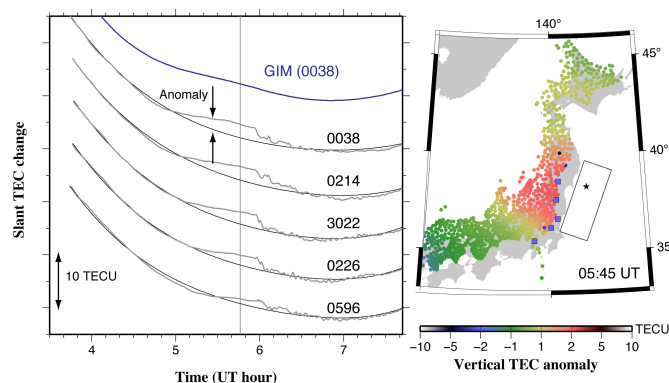 GIM (0038)
Anomaly
0038
0214
3022
0226
0596
10 TECU
Slant TEC change
4 5 6 7
Time (UT hour)
140°
45°
40°
35°
05:45 UT
TECU
−10 −5 −2 −1 1 2 5 10
Vertical TEC anomaly